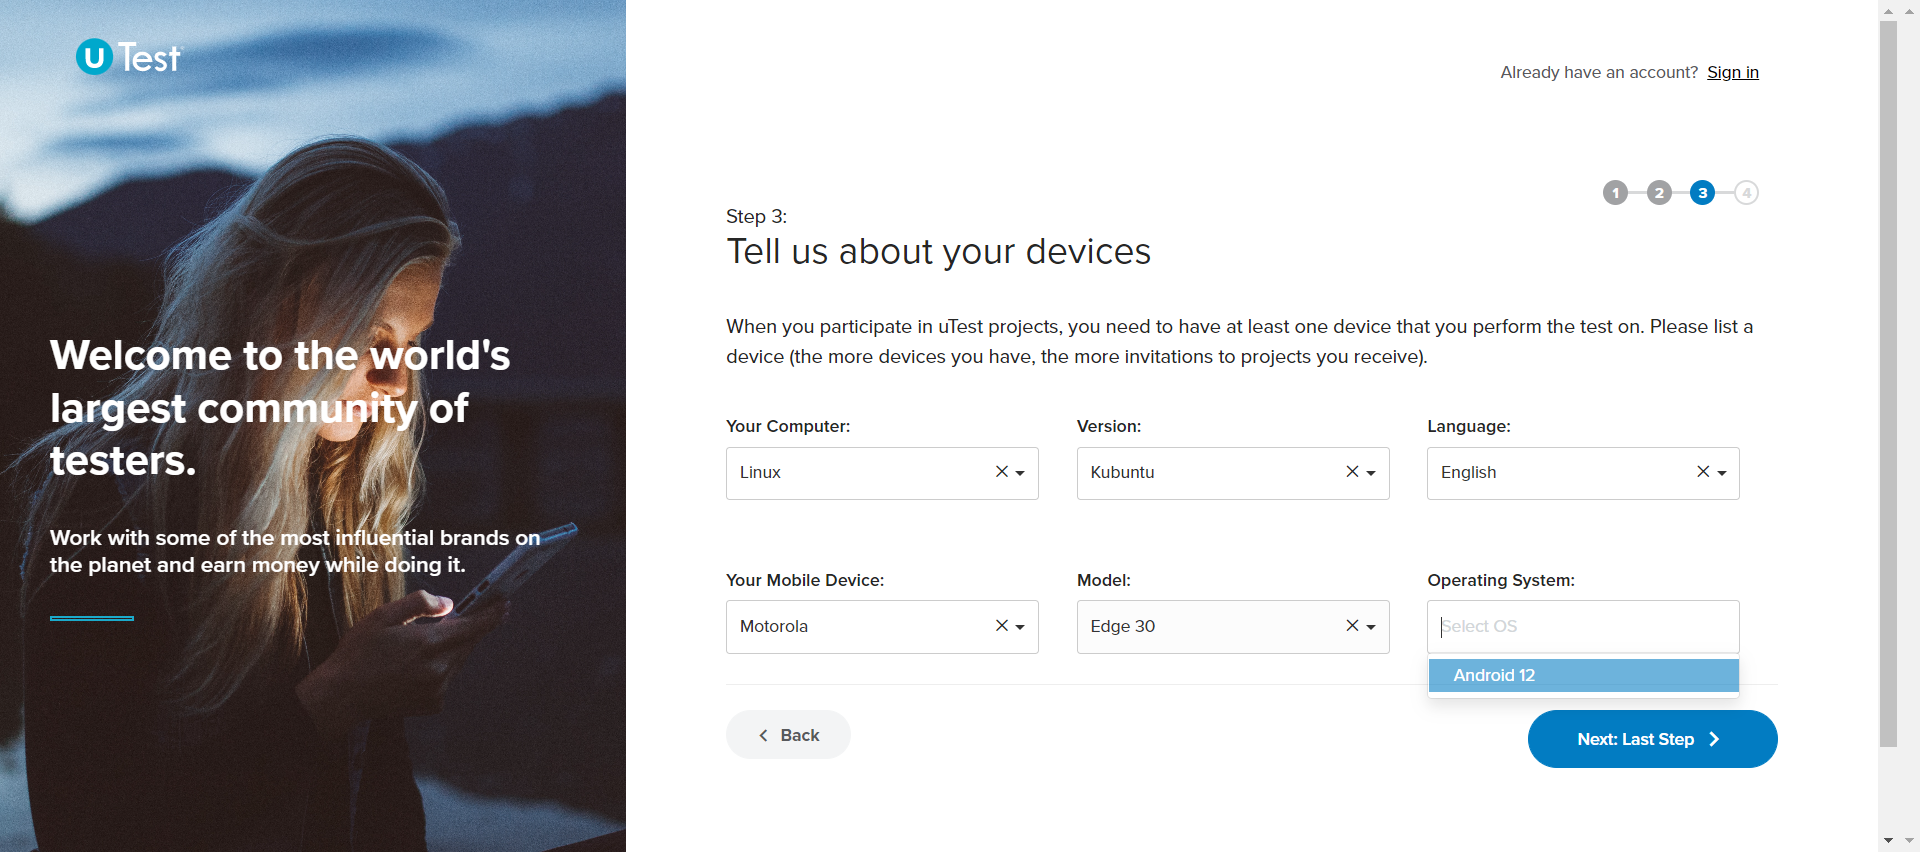 U Test
Already have an account? Sign in
1 2 3 4
Step 3:
Tell us about your devices
Welcome to the world's
largest community of
testers.
Work with some of the most influential brands on
the planet and earn money while doing it.
When you participate in uTest projects, you need to have at least one device that you perform the test on. Please list a
device (the more devices you have, the more invitations to projects you receive).
Your Computer: Version: Language:
Linux Kubuntu English
Your Mobile Device: Model: Operating System:
Motorola Edge 30 Select OS
Android 12
Back Next: Last Step